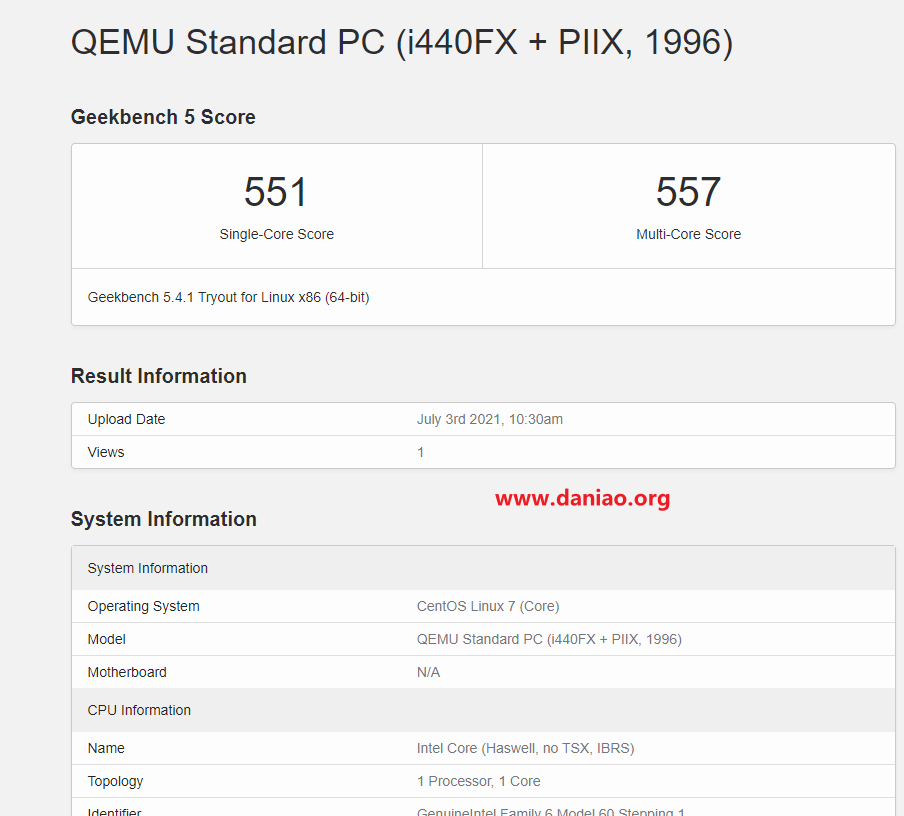 QEMU Standard PC (i440FX + PIIX, 1996)
Geekbench 5 Score
551 557
Single-Core Score Multi-Core Score
Geekbench 5.4.1 Tryout for Linux x86 (64-bit)
Result Information
Upload Date July 3rd 2021, 10:30am
Views 1
www.daniao.org
System Information
System Information
Operating System CentOS Linux 7 (Core)
Model QEMU Standard PC (i440FX + PIIX, 1996)
Motherboard N/A
CPU Information
Name Intel Core (Haswell, no TSX, IBRS)
Topology 1 Processor, 1 Core
Identifier GenuineIntel Family 6 Model 60 Stepping 1